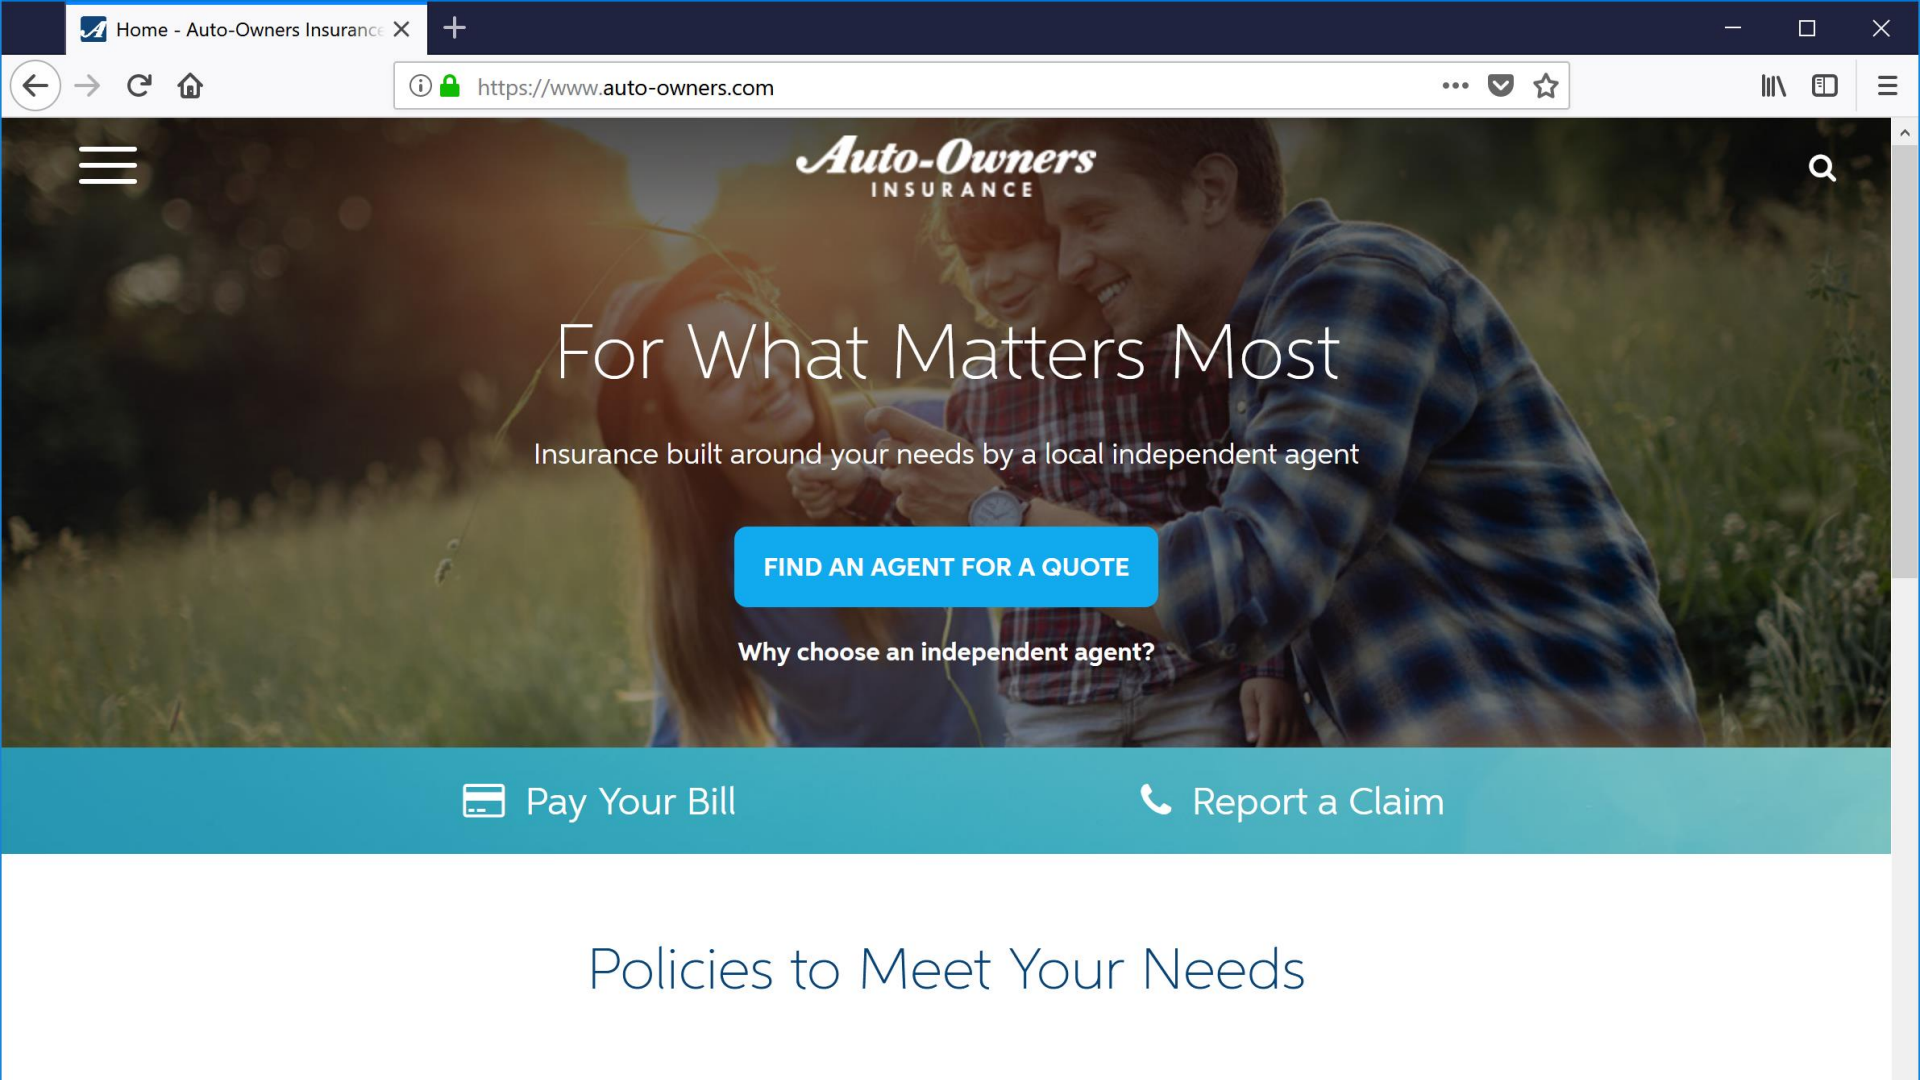 Home - Auto-Owners Insurance
https://www.auto-owners.com
Auto-Owners
INSURANCE
For What Matters Most
Insurance built around your needs by a local independent agent
FIND AN AGENT FOR A QUOTE
Why choose an independent agent?
Pay Your Bill
Report a Claim
Policies to Meet Your Needs